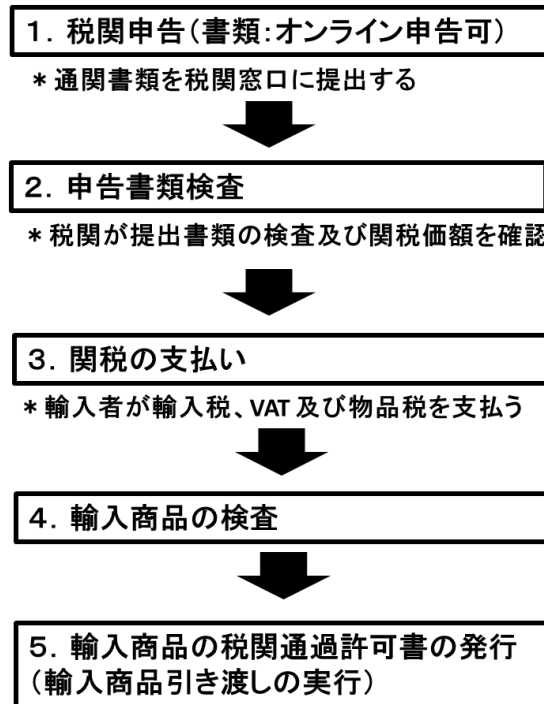 1．税関申告（書類：オンライン申告可）
＊通関書類を税関窓口に提出する
2．申告書類検査
＊税関が提出書類の検査及び関税価額を確認
3．関税の支払い
＊輸入者が輸入税、VAT及び物品税を支払う
4．輸入商品の検査
5．輸入商品の税関通過許可書の発行
（輸入商品引き渡しの実行）